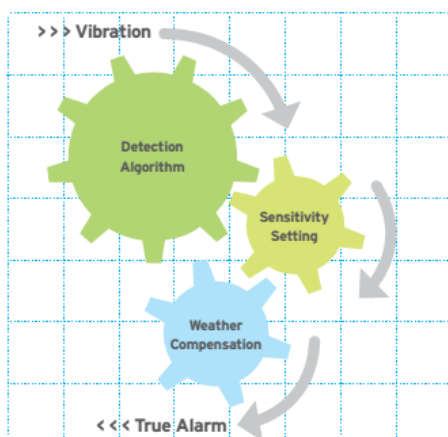 >>> Vibration
Detection
Algorithm
Sensitivity
Setting
Weather
Compensation
<<< True Alarm